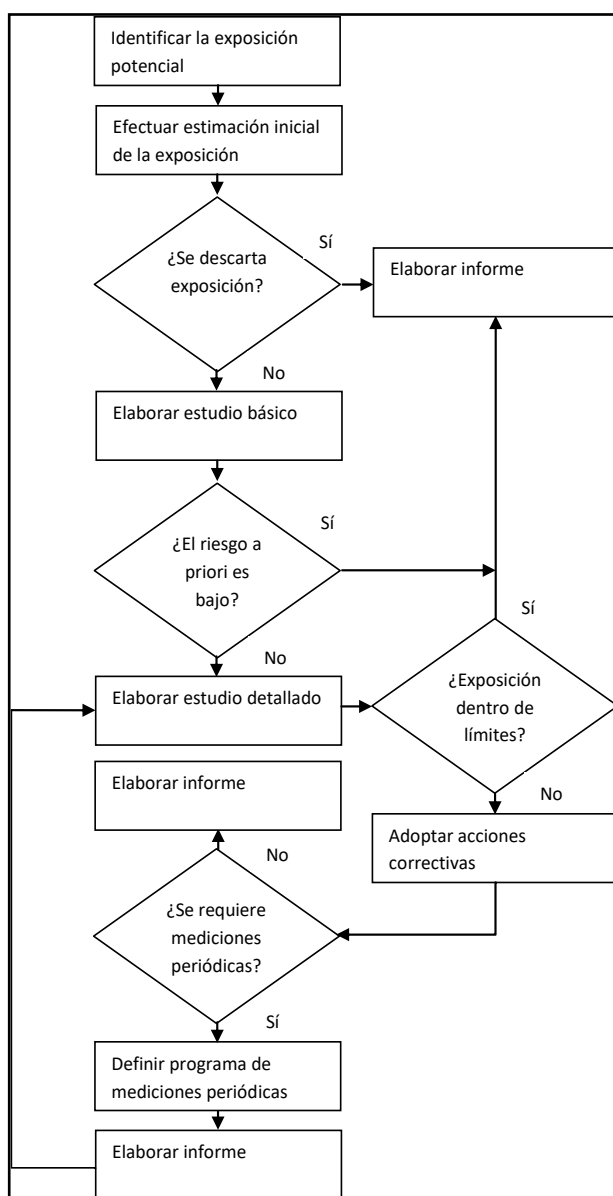 Identificar la exposición
potencial
Efectuar estimación inicial
de la exposición
Sí
¿Se descarta
exposición?
Elaborar informe
No
Elaborar estudio básico
Sí
¿El riesgo a
priori es
bajo?
Sí
No
Elaborar estudio detallado
¿Exposición
dentro de
límites?
Elaborar informe
No
Adoptar acciones
correctivas
No
¿Se requiere
mediciones
periódicas?
Sí
Definir programa de
mediciones periódicas
Elaborar informe